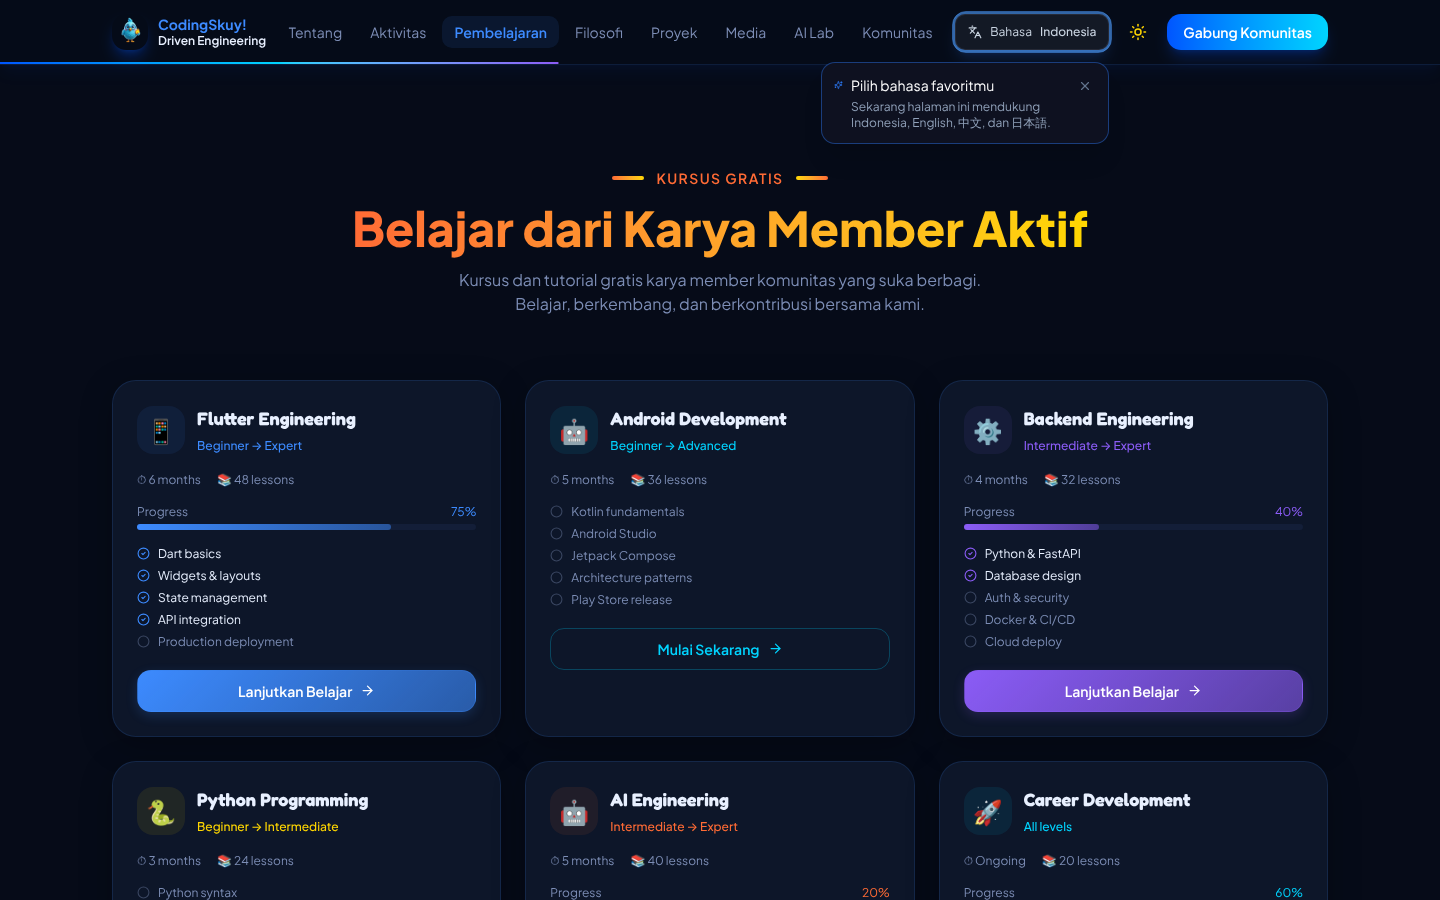 CodingSkuy!
Driven Engineering
Tentang
Aktivitas
Pembelajaran
Filosofi
Proyek
Media
AI Lab
Komunitas
Bahasa Indonesia
Gabung Komunitas
Pilih bahasa favoritmu
Sekarang halaman ini mendukung
Indonesia, English, 中文, dan 日本語.
KURSUS GRATIS
Belajar dari Karya Member Aktif
Kursus dan tutorial gratis karya member komunitas yang suka berbagi.
Belajar, berkembang, dan berkontribusi bersama kami.
Flutter Engineering
Beginner → Expert
⏱ 6 months 📚 48 lessons
Progress 75%
Dart basics
Widgets & layouts
State management
API integration
Production deployment
Lanjutkan Belajar →
Android Development
Beginner → Advanced
⏱ 5 months 📚 36 lessons
Kotlin fundamentals
Android Studio
Jetpack Compose
Architecture patterns
Play Store release
Mulai Sekarang →
Backend Engineering
Intermediate → Expert
⏱ 4 months 📚 32 lessons
Progress 40%
Python & FastAPI
Database design
Auth & security
Docker & CI/CD
Cloud deploy
Lanjutkan Belajar →
Python Programming
Beginner → Intermediate
⏱ 3 months 📚 24 lessons
Python syntax
AI Engineering
Intermediate → Expert
⏱ 5 months 📚 40 lessons
Progress 20%
Career Development
All levels
⏱ Ongoing 📚 20 lessons
Progress 60%